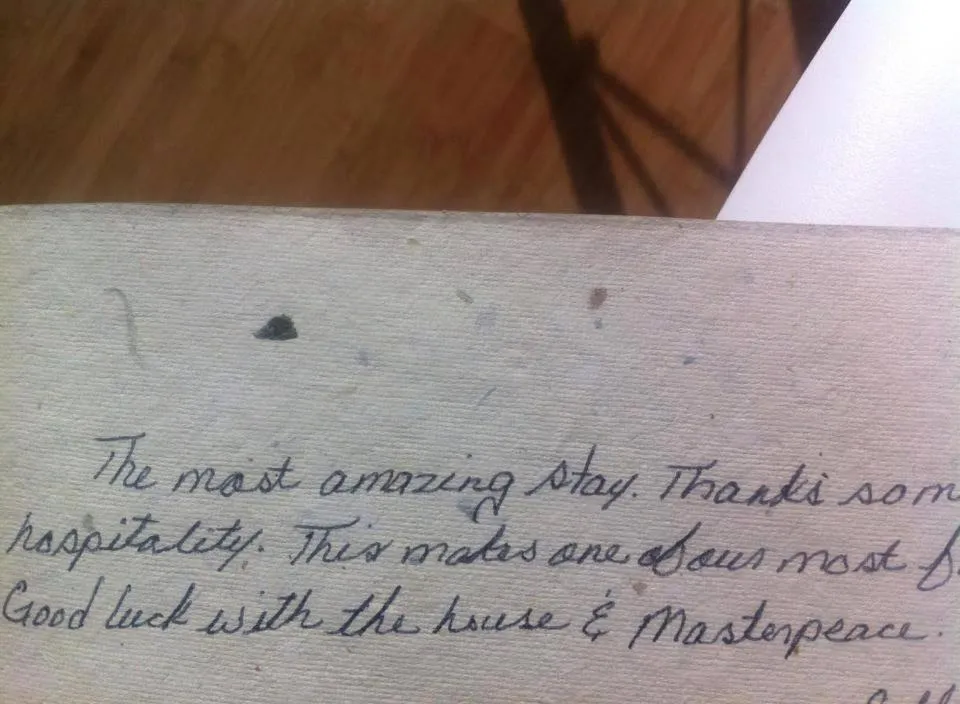 The most amazing stay. Thanks som
hospitality. This makes one of our most f
Good luck with the house & Masterpeace.